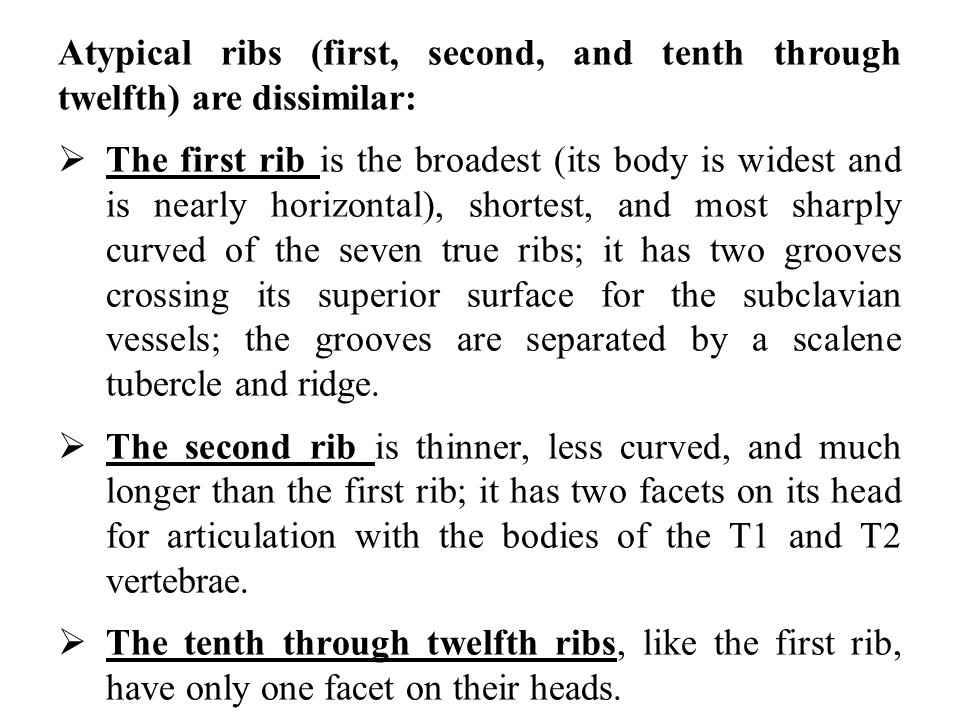 Atypical ribs (first, second, and tenth through
twelfth) are dissimilar:
➢ The first rib is the broadest (its body is widest and
is nearly horizontal), shortest, and most sharply
curved of the seven true ribs; it has two grooves
crossing its superior surface for the subclavian
vessels; the grooves are separated by a scalene
tubercle and ridge.
➢ The second rib is thinner, less curved, and much
longer than the first rib; it has two facets on its head
for articulation with the bodies of the T1 and T2
vertebrae.
➢ The tenth through twelfth ribs, like the first rib,
have only one facet on their heads.